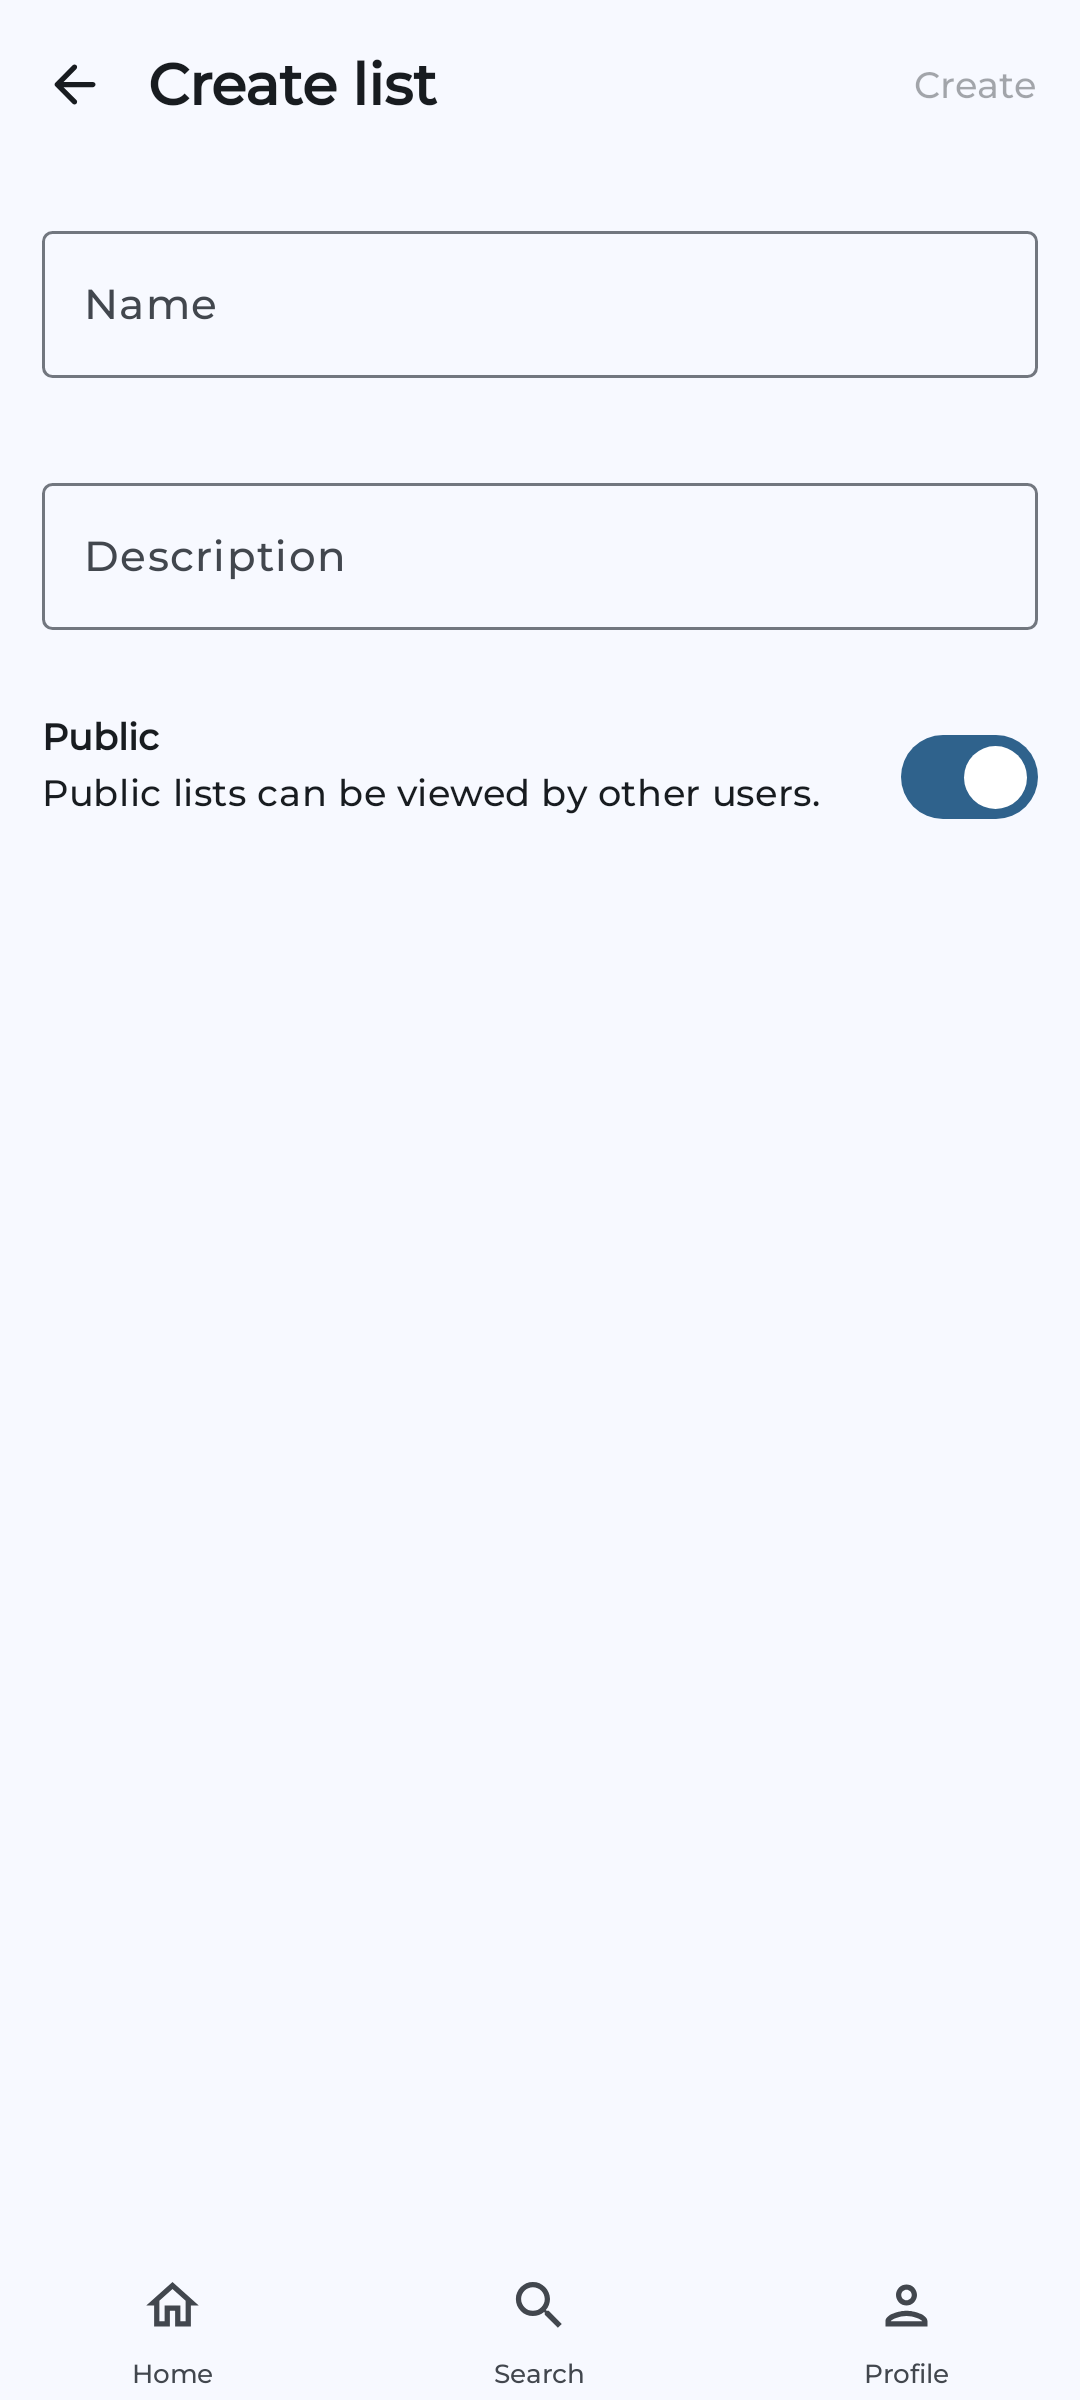 Create list
Create
Name
Description
Public
Public lists can be viewed by other users.
Home
Search
Profile